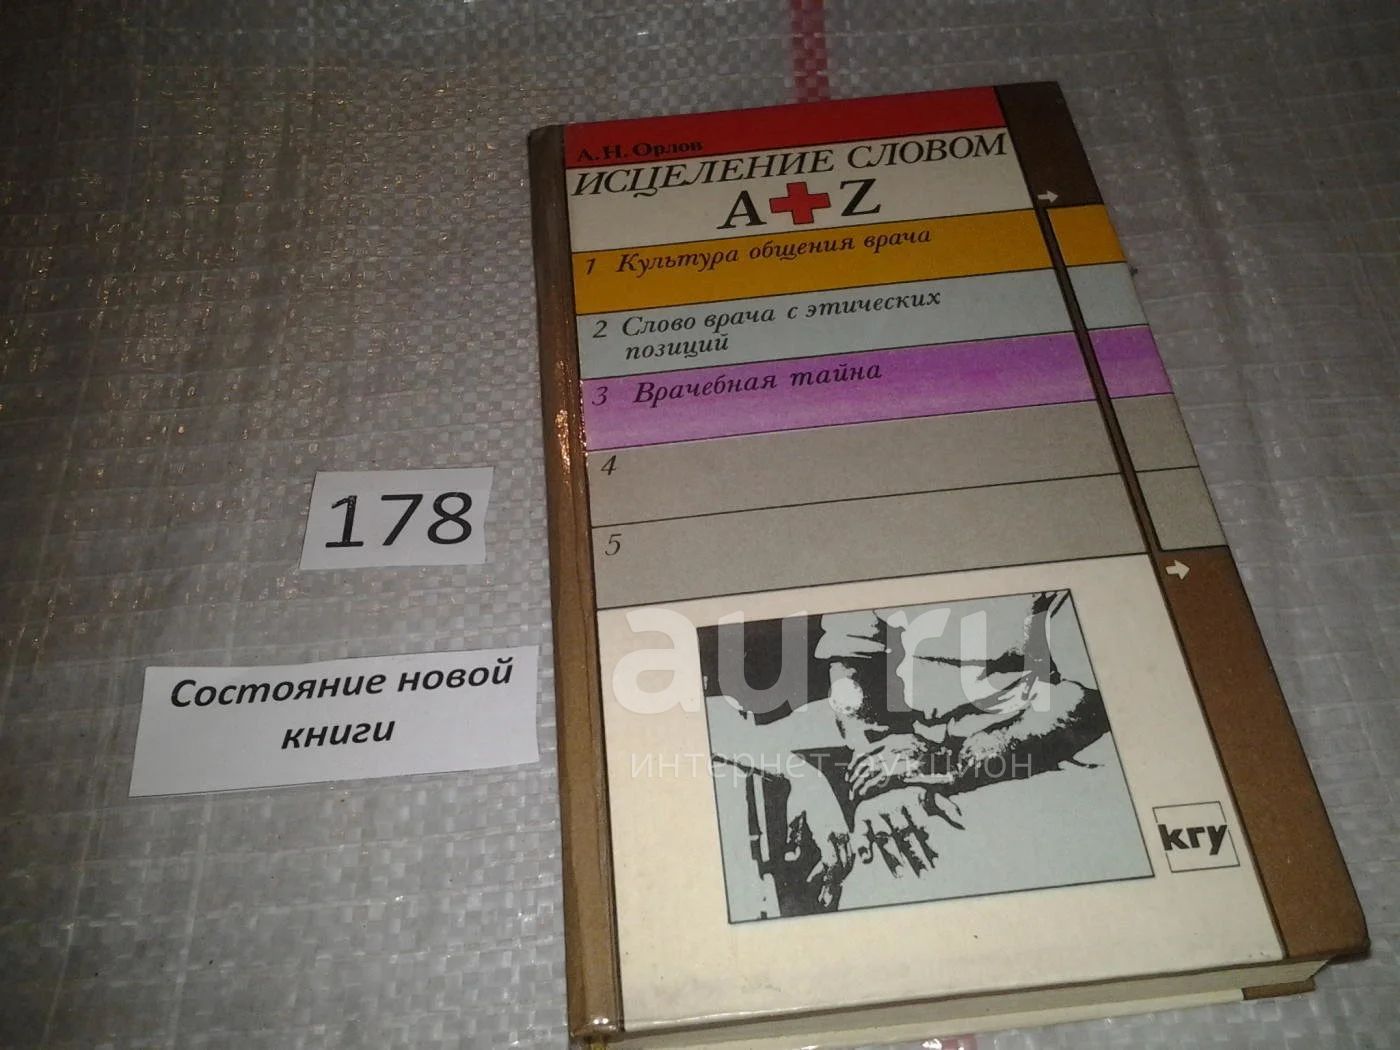 А. Н. Орлов
ИСЦЕЛЕНИЕ СЛОВОМ
A Z
1 Культура общения врача
2 Слово врача с этических
позиций
3 Врачебная тайна
4
5
178
Состояние новой
книги
au.ru
интернет-аукцион
кгу